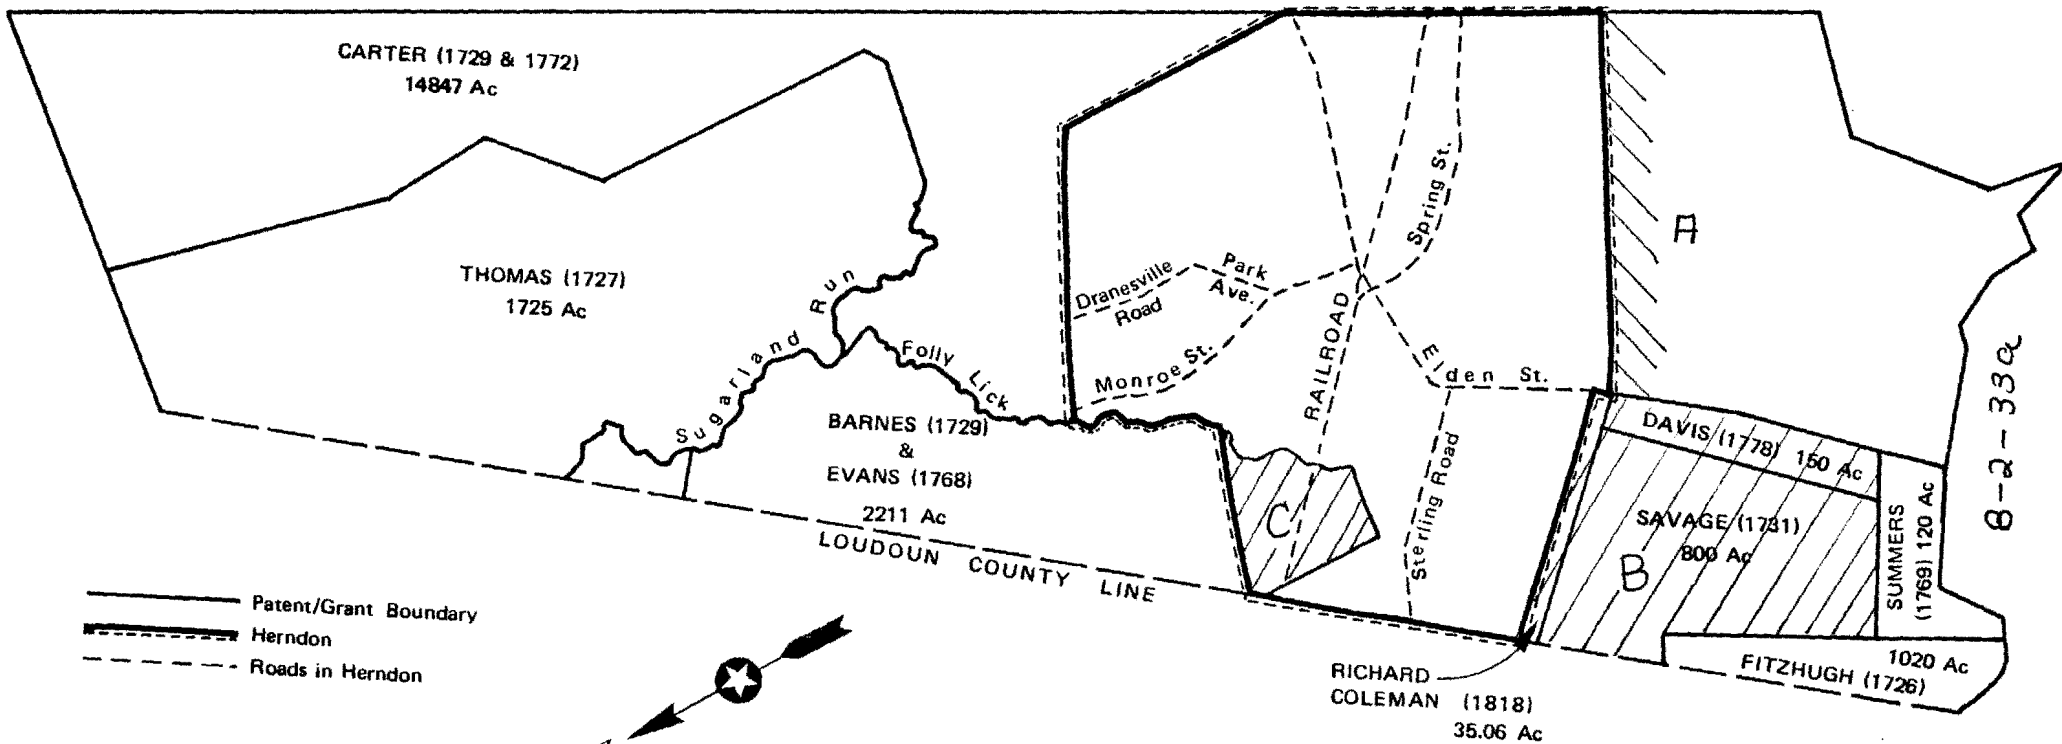 CARTER (1729 & 1772)
14847 Ac
THOMAS (1727)
1725 Ac
Sugarland Run
Folly Lick
BARNES (1729)
&
EVANS (1768)
2211 Ac
LOUDOUN COUNTY LINE
Dranesville
Road
Park
Ave.
Monroe St.
RAILROAD
Spring St.
Elden St.
Sterling Road
A
B
C
DAVIS (1778) 150 Ac
SAVAGE (1731)
800 Ac
SUMMERS
(1769) 120 Ac
1020 Ac
FITZHUGH (1726)
RICHARD
COLEMAN (1818)
35.06 Ac
8-2-33a
Patent/Grant Boundary
Herndon
Roads in Herndon